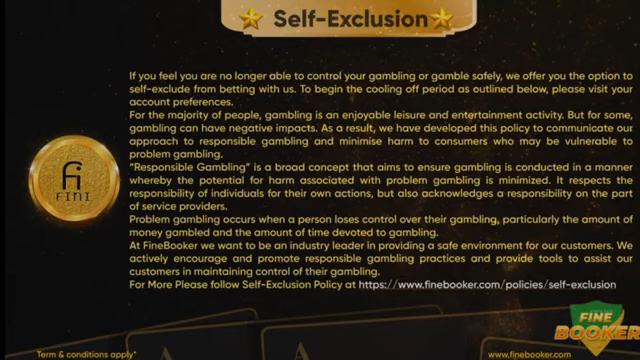 Self-Exclusion
If you feel you are no longer able to control your gambling or gamble safely, we offer you the option to
self-exclude from betting with us. To begin the cooling off period as outlined below, please visit your
account preferences.
For the majority of people, gambling is an enjoyable leisure and entertainment activity. But for some,
gambling can have negative impacts. As a result, we have developed this policy to communicate our
approach to responsible gambling and minimise harm to consumers who may be vulnerable to
problem gambling.
"Responsible Gambling" is a broad concept that aims to ensure gambling is conducted in a manner
whereby the potential for harm associated with problem gambling is minimized. It respects the
responsibility of individuals for their own actions, but also acknowledges a responsibility on the part
of service providers.
Problem gambling occurs when a person loses control over their gambling, particularly the amount of
money gambled and the amount of time devoted to gambling.
At FineBooker we want to be an industry leader in providing a safe environment for our customers. We
actively encourage and promote responsible gambling practices and provide tools to assist our
customers in maintaining control of their gambling.
For More Please follow Self-Exclusion Policy at https://www.finebooker.com/policies/self-exclusion
FINI
FINE
BOOKER
Term & conditions apply*
www.finebooker.com
A